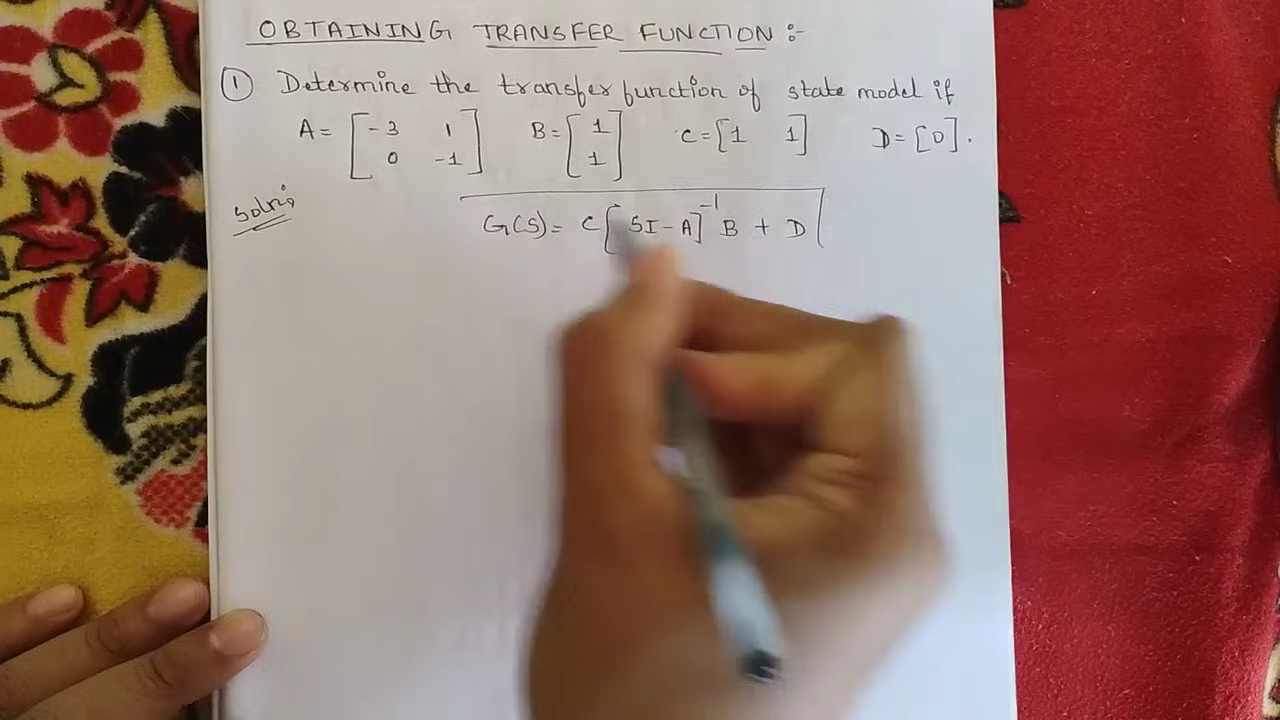 OBTAINING TRANSFER FUNCTION :-
① Determine the transfer function of state model if
A = [ -3 1 B = [ 1 C = [1 1] D = [0].
0 -1 ] 1 ]
Soln:
G(S) = C[SI - A]⁻¹ B + D